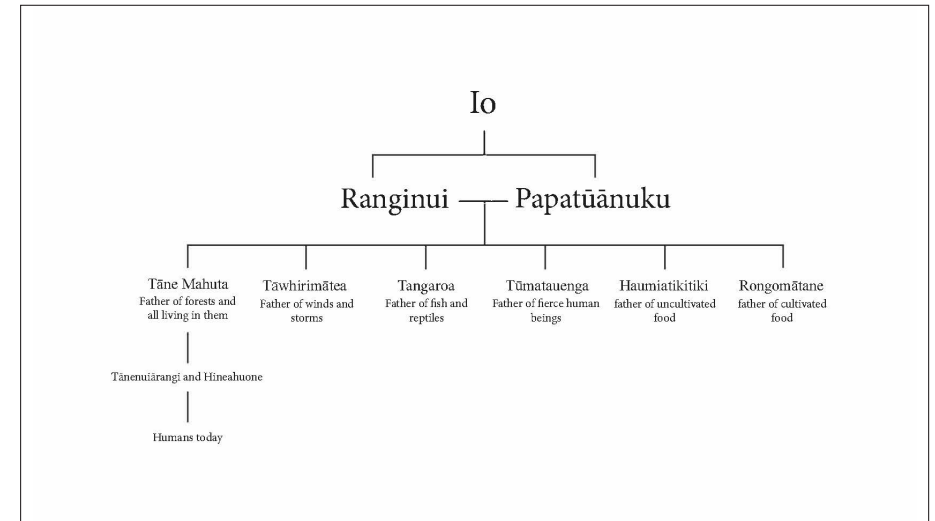 Io
Ranginui
Papatūānuku
Tāne Mahuta
Father of forests and
all living in them
Tāwhirimātea
Father of winds and
storms
Tangaroa
Father of fish and
reptiles
Tūmatauenga
Father of fierce human
beings
Haumiatikitiki
father of uncultivated
food
Rongomātane
father of cultivated
food
Tānenuiārangi and Hineahuone
Humans today